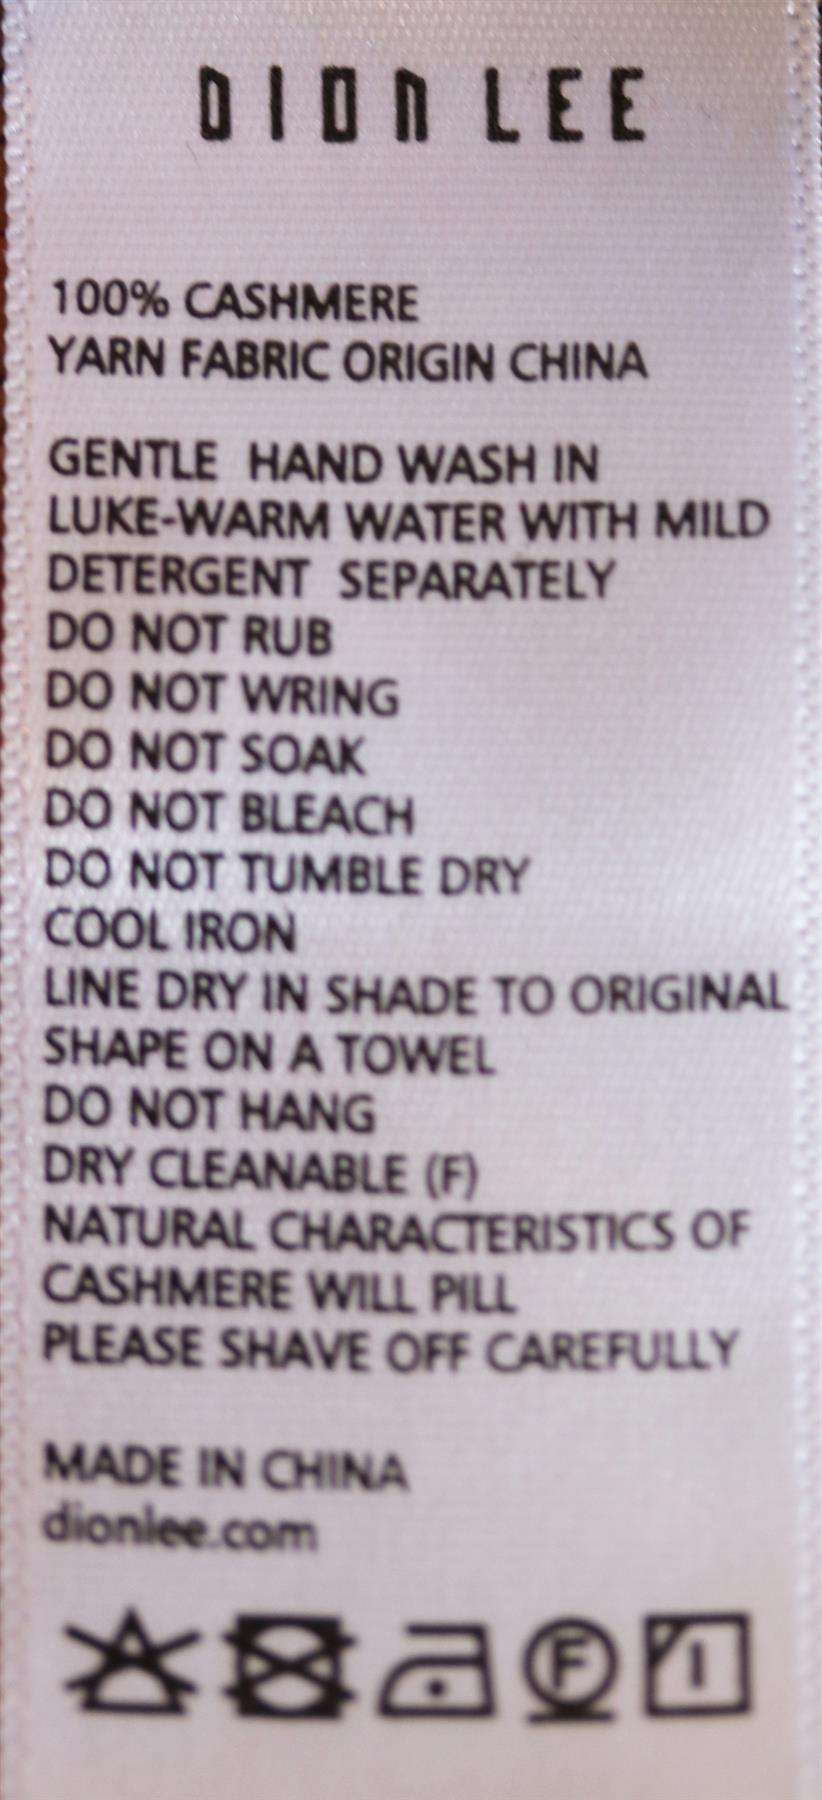 DION LEE
100% CASHMERE
YARN FABRIC ORIGIN CHINA
GENTLE HAND WASH IN
LUKE-WARM WATER WITH MILD
DETERGENT SEPARATELY
DO NOT RUB
DO NOT WRING
DO NOT SOAK
DO NOT BLEACH
DO NOT TUMBLE DRY
COOL IRON
LINE DRY IN SHADE TO ORIGINAL
SHAPE ON A TOWEL
DO NOT HANG
DRY CLEANABLE (F)
NATURAL CHARACTERISTICS OF
CASHMERE WILL PILL
PLEASE SHAVE OFF CAREFULLY
MADE IN CHINA
dionlee.com
F